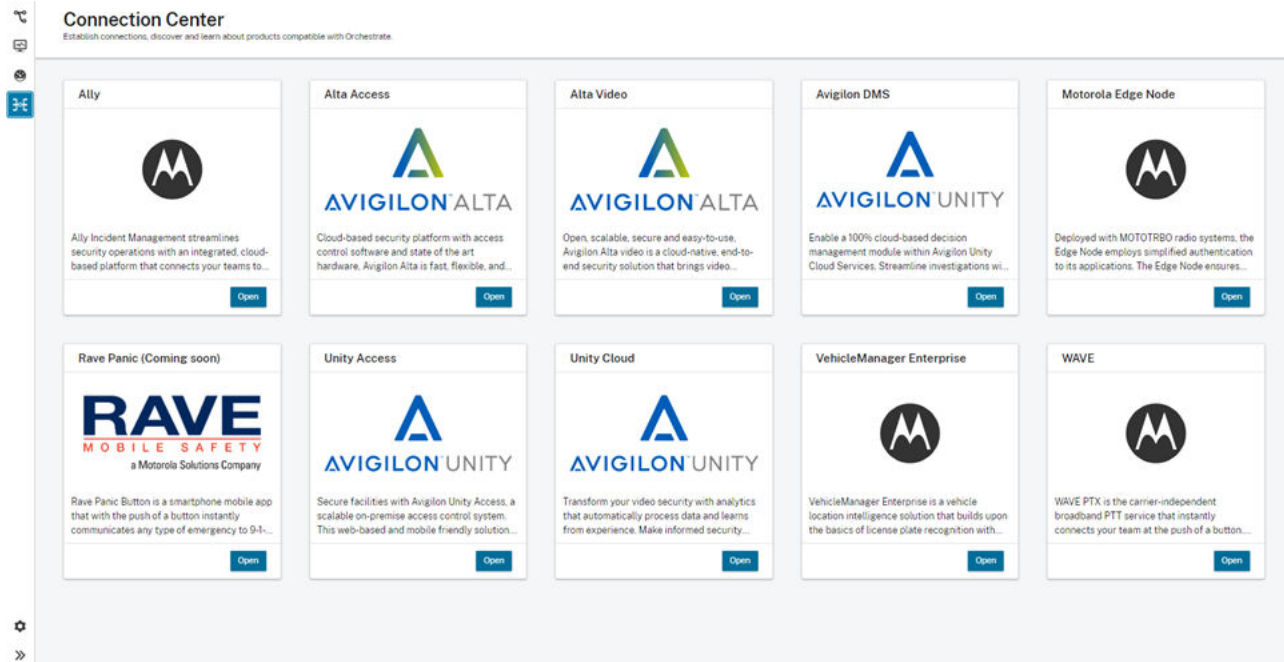 Connection Center
Establish connections, discover and learn about products compatible with Orchestrate.
Ally
Ally Incident Management streamlines
security operations with an integrated, cloud-
based platform that connects your teams to...
Open
Alta Access
AVIGILON™ ALTA
Cloud-based security platform with access
control software and state of the art
hardware, Avigilon Alta is fast, flexible, and...
Open
Alta Video
AVIGILON™ ALTA
Open, scalable, secure and easy-to-use,
Avigilon Alta video is a cloud-native, end-to-
end security solution that brings video...
Open
Avigilon DMS
AVIGILON™ UNITY
Enable a 100% cloud-based decision
management module within Avigilon Unity
Cloud Services. Streamline investigations wi...
Open
Motorola Edge Node
Deployed with MOTOTRBO radio systems, the
Edge Node employs simplified authentication
to its applications. The Edge Node ensures...
Open
Rave Panic (Coming soon)
RAVE
MOBILE SAFETY
a Motorola Solutions Company
Rave Panic Button is a smartphone mobile app
that with the push of a button instantly
communicates any type of emergency to 9-1-...
Open
Unity Access
AVIGILON™ UNITY
Secure facilities with Avigilon Unity Access, a
scalable on-premise access control system.
This web-based and mobile friendly solution...
Open
Unity Cloud
AVIGILON™ UNITY
Transform your video security with analytics
that automatically process data and learns
from experience. Make informed security...
Open
VehicleManager Enterprise
VehicleManager Enterprise is a vehicle
location intelligence solution that builds upon
the basics of license plate recognition with...
Open
WAVE
WAVE PTX is the carrier-independent
broadband PTT service that instantly
connects your team at the push of a button....
Open